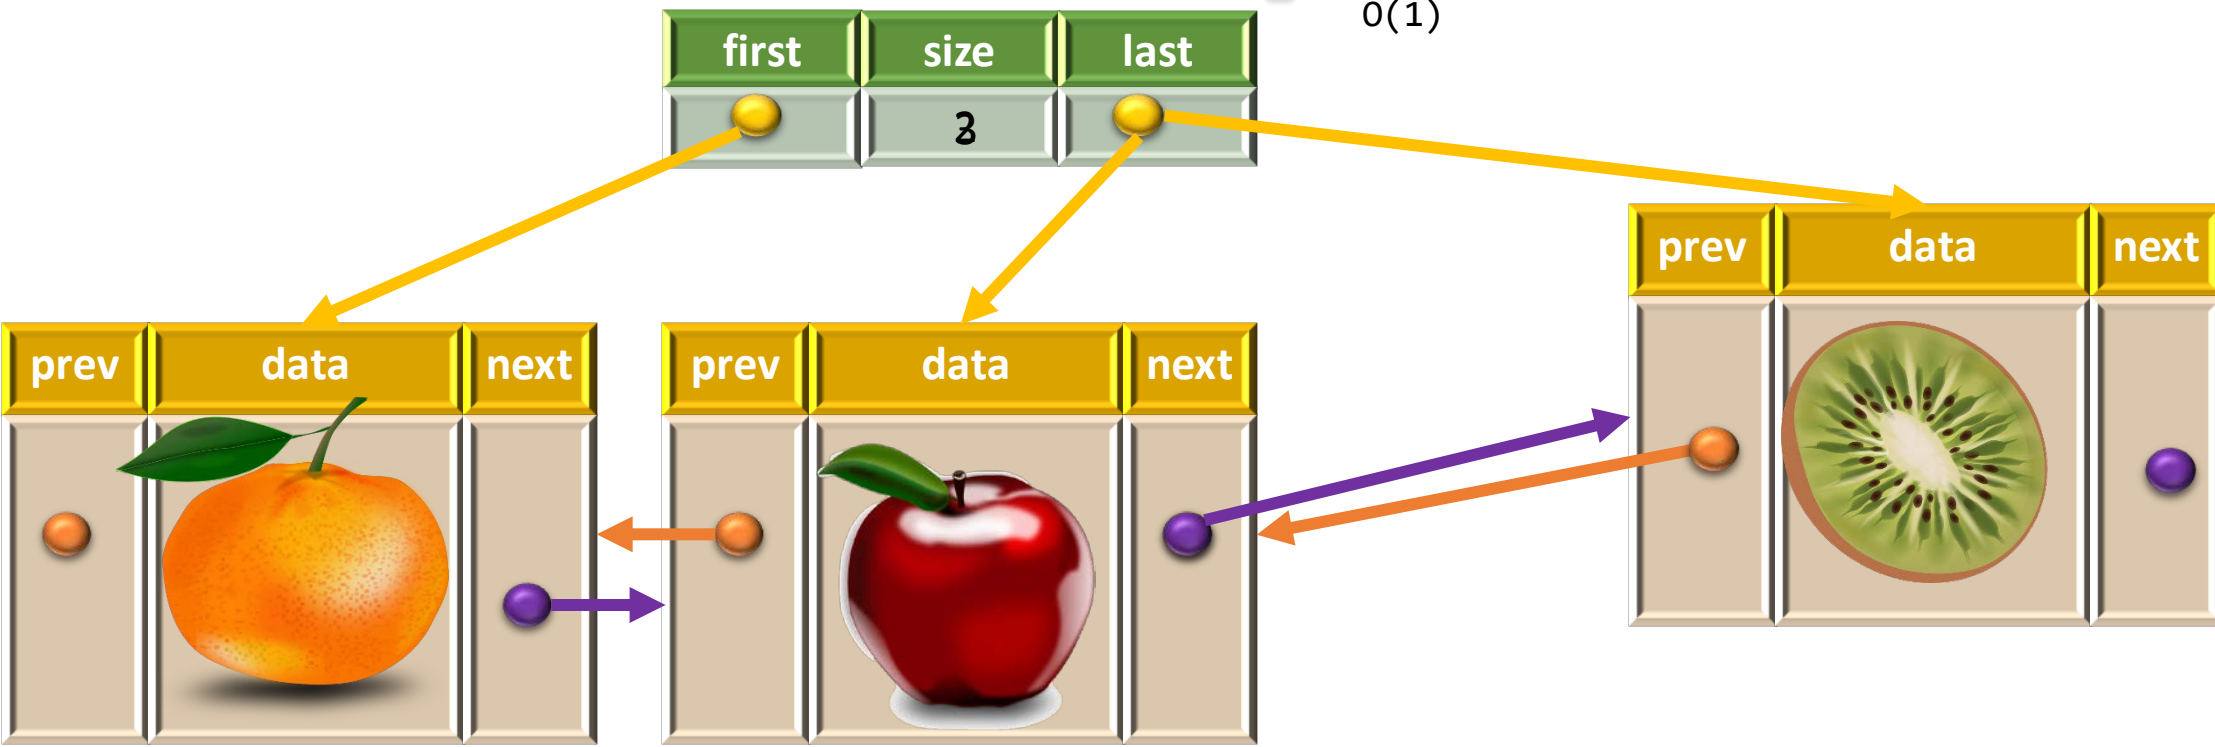 O(1)
first size last
prev data next
prev data next
prev data next